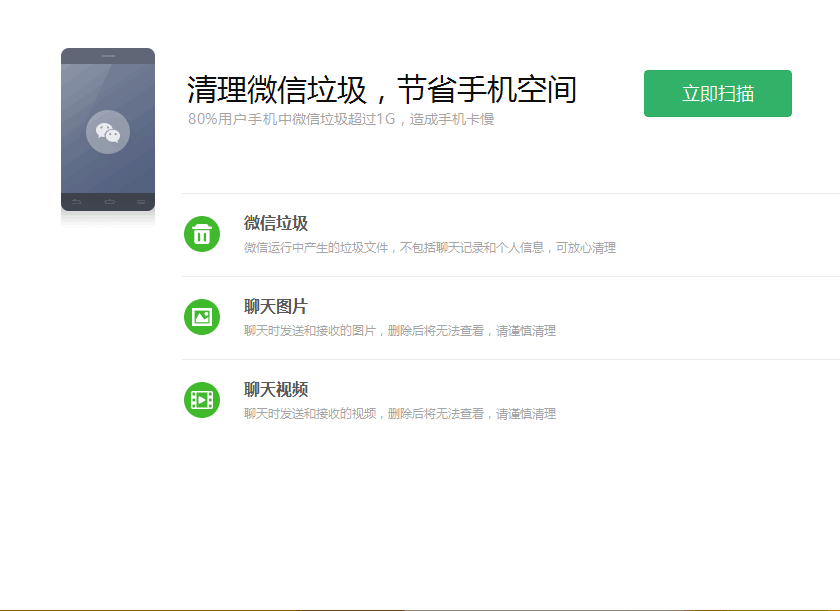 清理微信垃圾，节省手机空间
立即扫描
80%用户手机中微信垃圾超过1G，造成手机卡慢
微信垃圾
微信运行中产生的垃圾文件，不包括聊天记录和个人信息，可放心清理
聊天图片
聊天时发送和接收的图片，删除后将无法查看，请谨慎清理
聊天视频
聊天时发送和接收的视频，删除后将无法查看，请谨慎清理